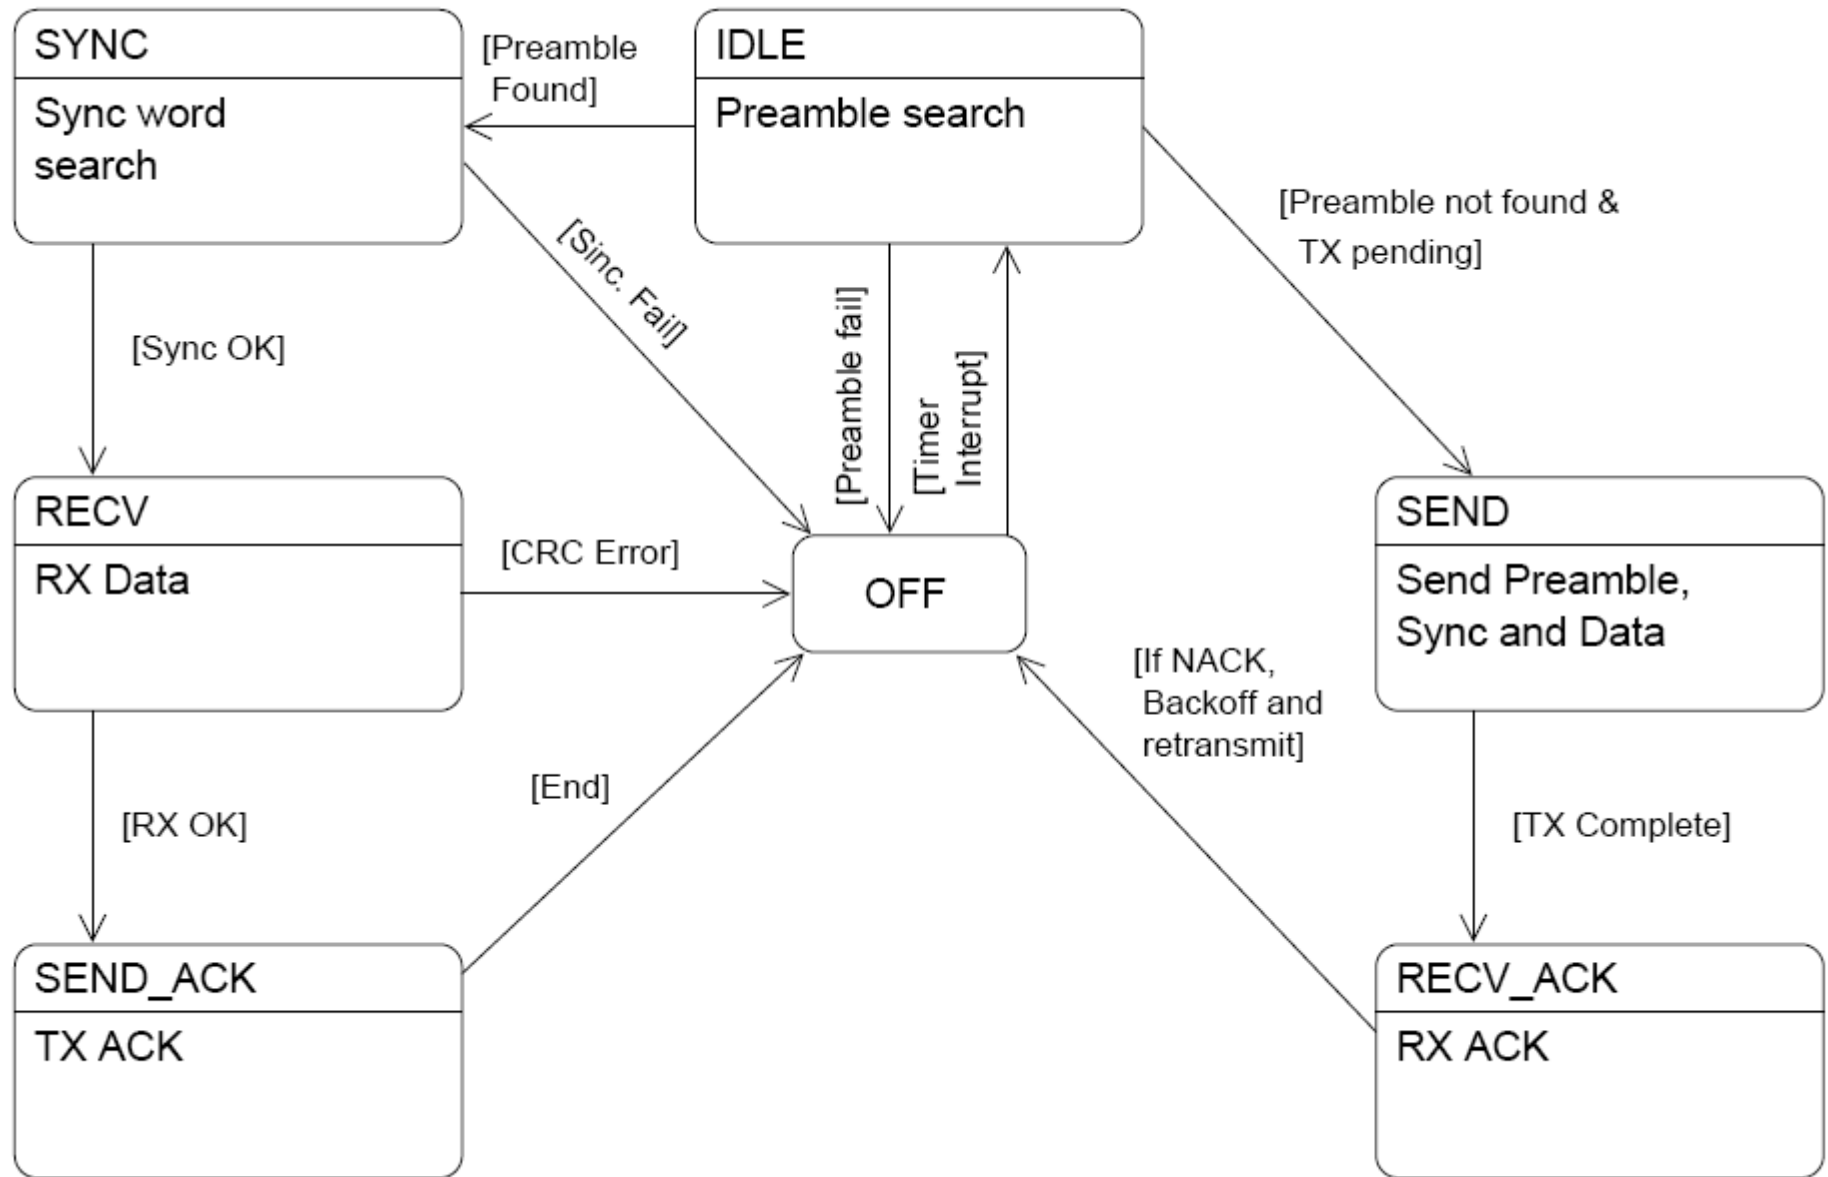 SYNC
Sync word
search
[Preamble
Found]
IDLE
Preamble search
[Preamble not found &
TX pending]
[Sinc. Fail]
[Preamble fail]
[Timer
Interrupt]
[Sync OK]
RECV
RX Data
[CRC Error]
OFF
SEND
Send Preamble,
Sync and Data
[If NACK,
Backoff and
retransmit]
[End]
[RX OK]
[TX Complete]
SEND_ACK
TX ACK
RECV_ACK
RX ACK